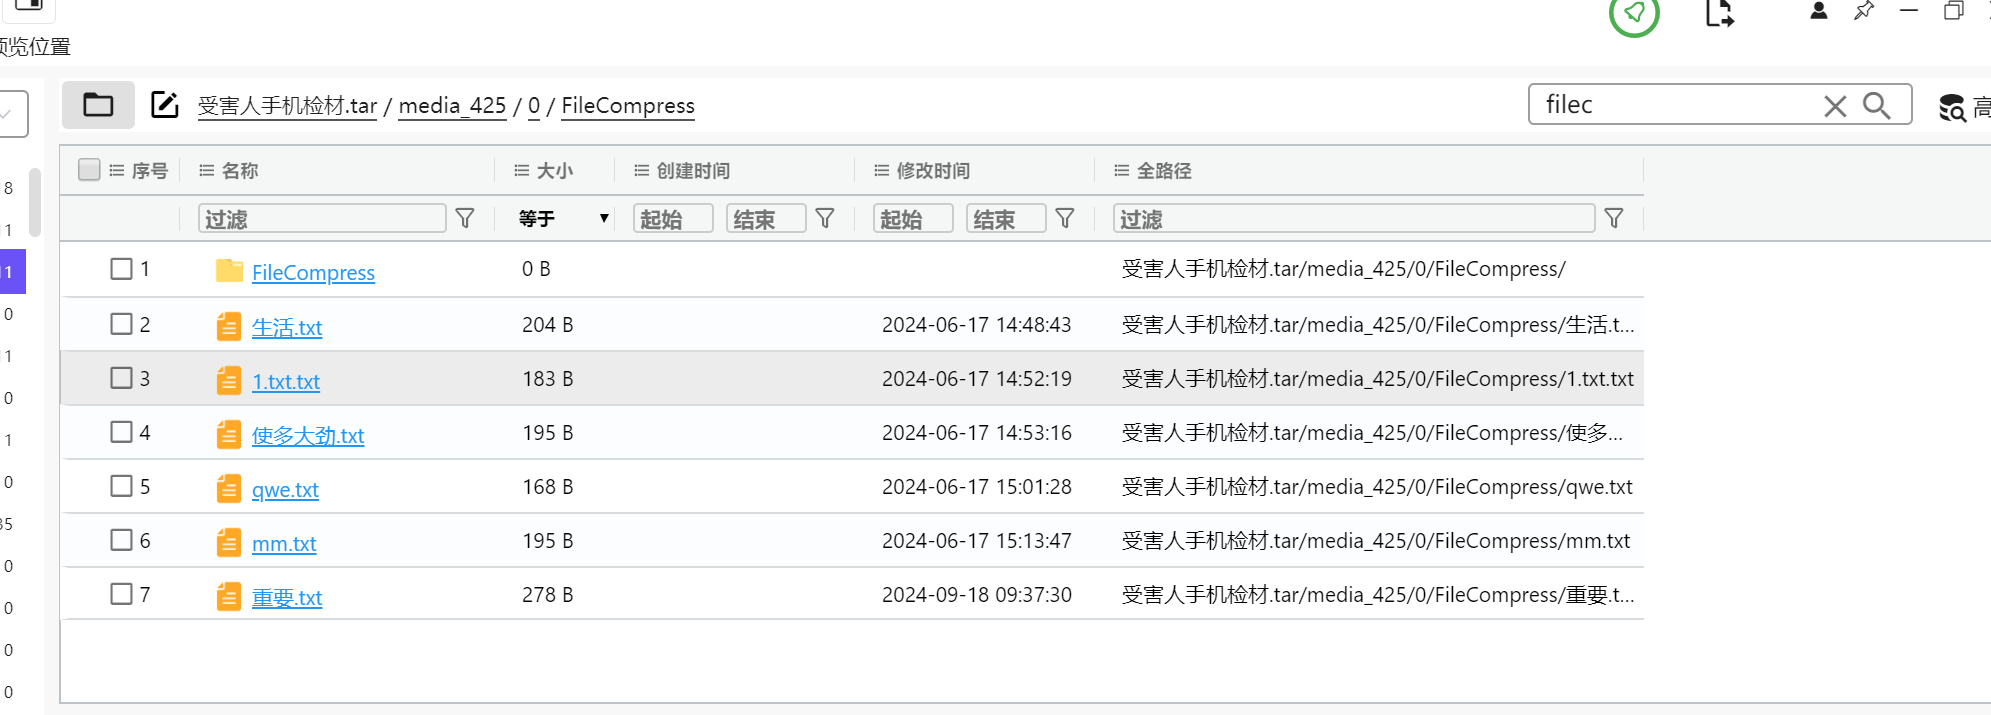 预览位置
受害人手机检材.tar / media_425 / 0 / FileCompress
filec
高
序号 名称 大小 创建时间 修改时间 全路径
过滤 等于 起始 结束 起始 结束 过滤
1 FileCompress 0 B 受害人手机检材.tar/media_425/0/FileCompress/
2 生活.txt 204 B 2024-06-17 14:48:43 受害人手机检材.tar/media_425/0/FileCompress/生活.t...
3 1.txt.txt 183 B 2024-06-17 14:52:19 受害人手机检材.tar/media_425/0/FileCompress/1.txt.txt
4 使多大劲.txt 195 B 2024-06-17 14:53:16 受害人手机检材.tar/media_425/0/FileCompress/使多...
5 qwe.txt 168 B 2024-06-17 15:01:28 受害人手机检材.tar/media_425/0/FileCompress/qwe.txt
6 mm.txt 195 B 2024-06-17 15:13:47 受害人手机检材.tar/media_425/0/FileCompress/mm.txt
7 重要.txt 278 B 2024-09-18 09:37:30 受害人手机检材.tar/media_425/0/FileCompress/重要.t...
8
1
11
0
11
0
1
0
35
0
0
0
0